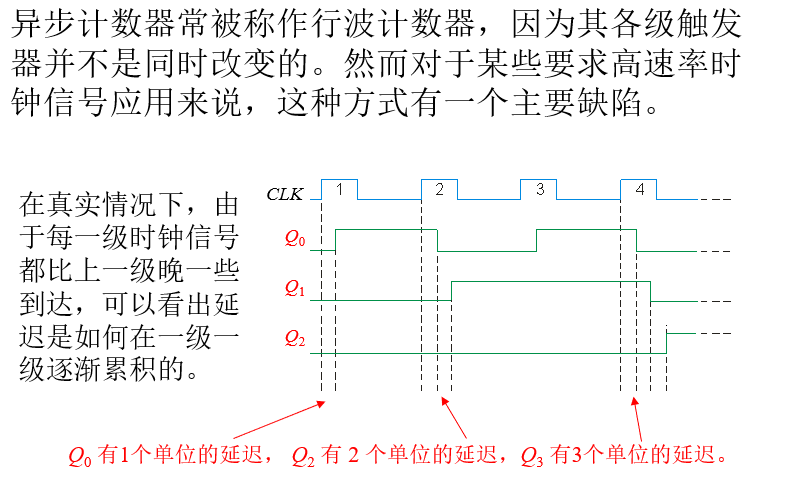 异步计数器常被称作行波计数器，因为其各级触发
器并不是同时改变的。然而对于某些要求高速率时
钟信号应用来说，这种方式有一个主要缺陷。
在真实情况下，由
于每一级时钟信号
都比上一级晚一些
到达，可以看出延
迟是如何在一级一
级逐渐累积的。
CLK 1 2 3 4
Q0
Q1
Q2
Q0 有1个单位的延迟， Q2 有 2 个单位的延迟，Q3 有3个单位的延迟。